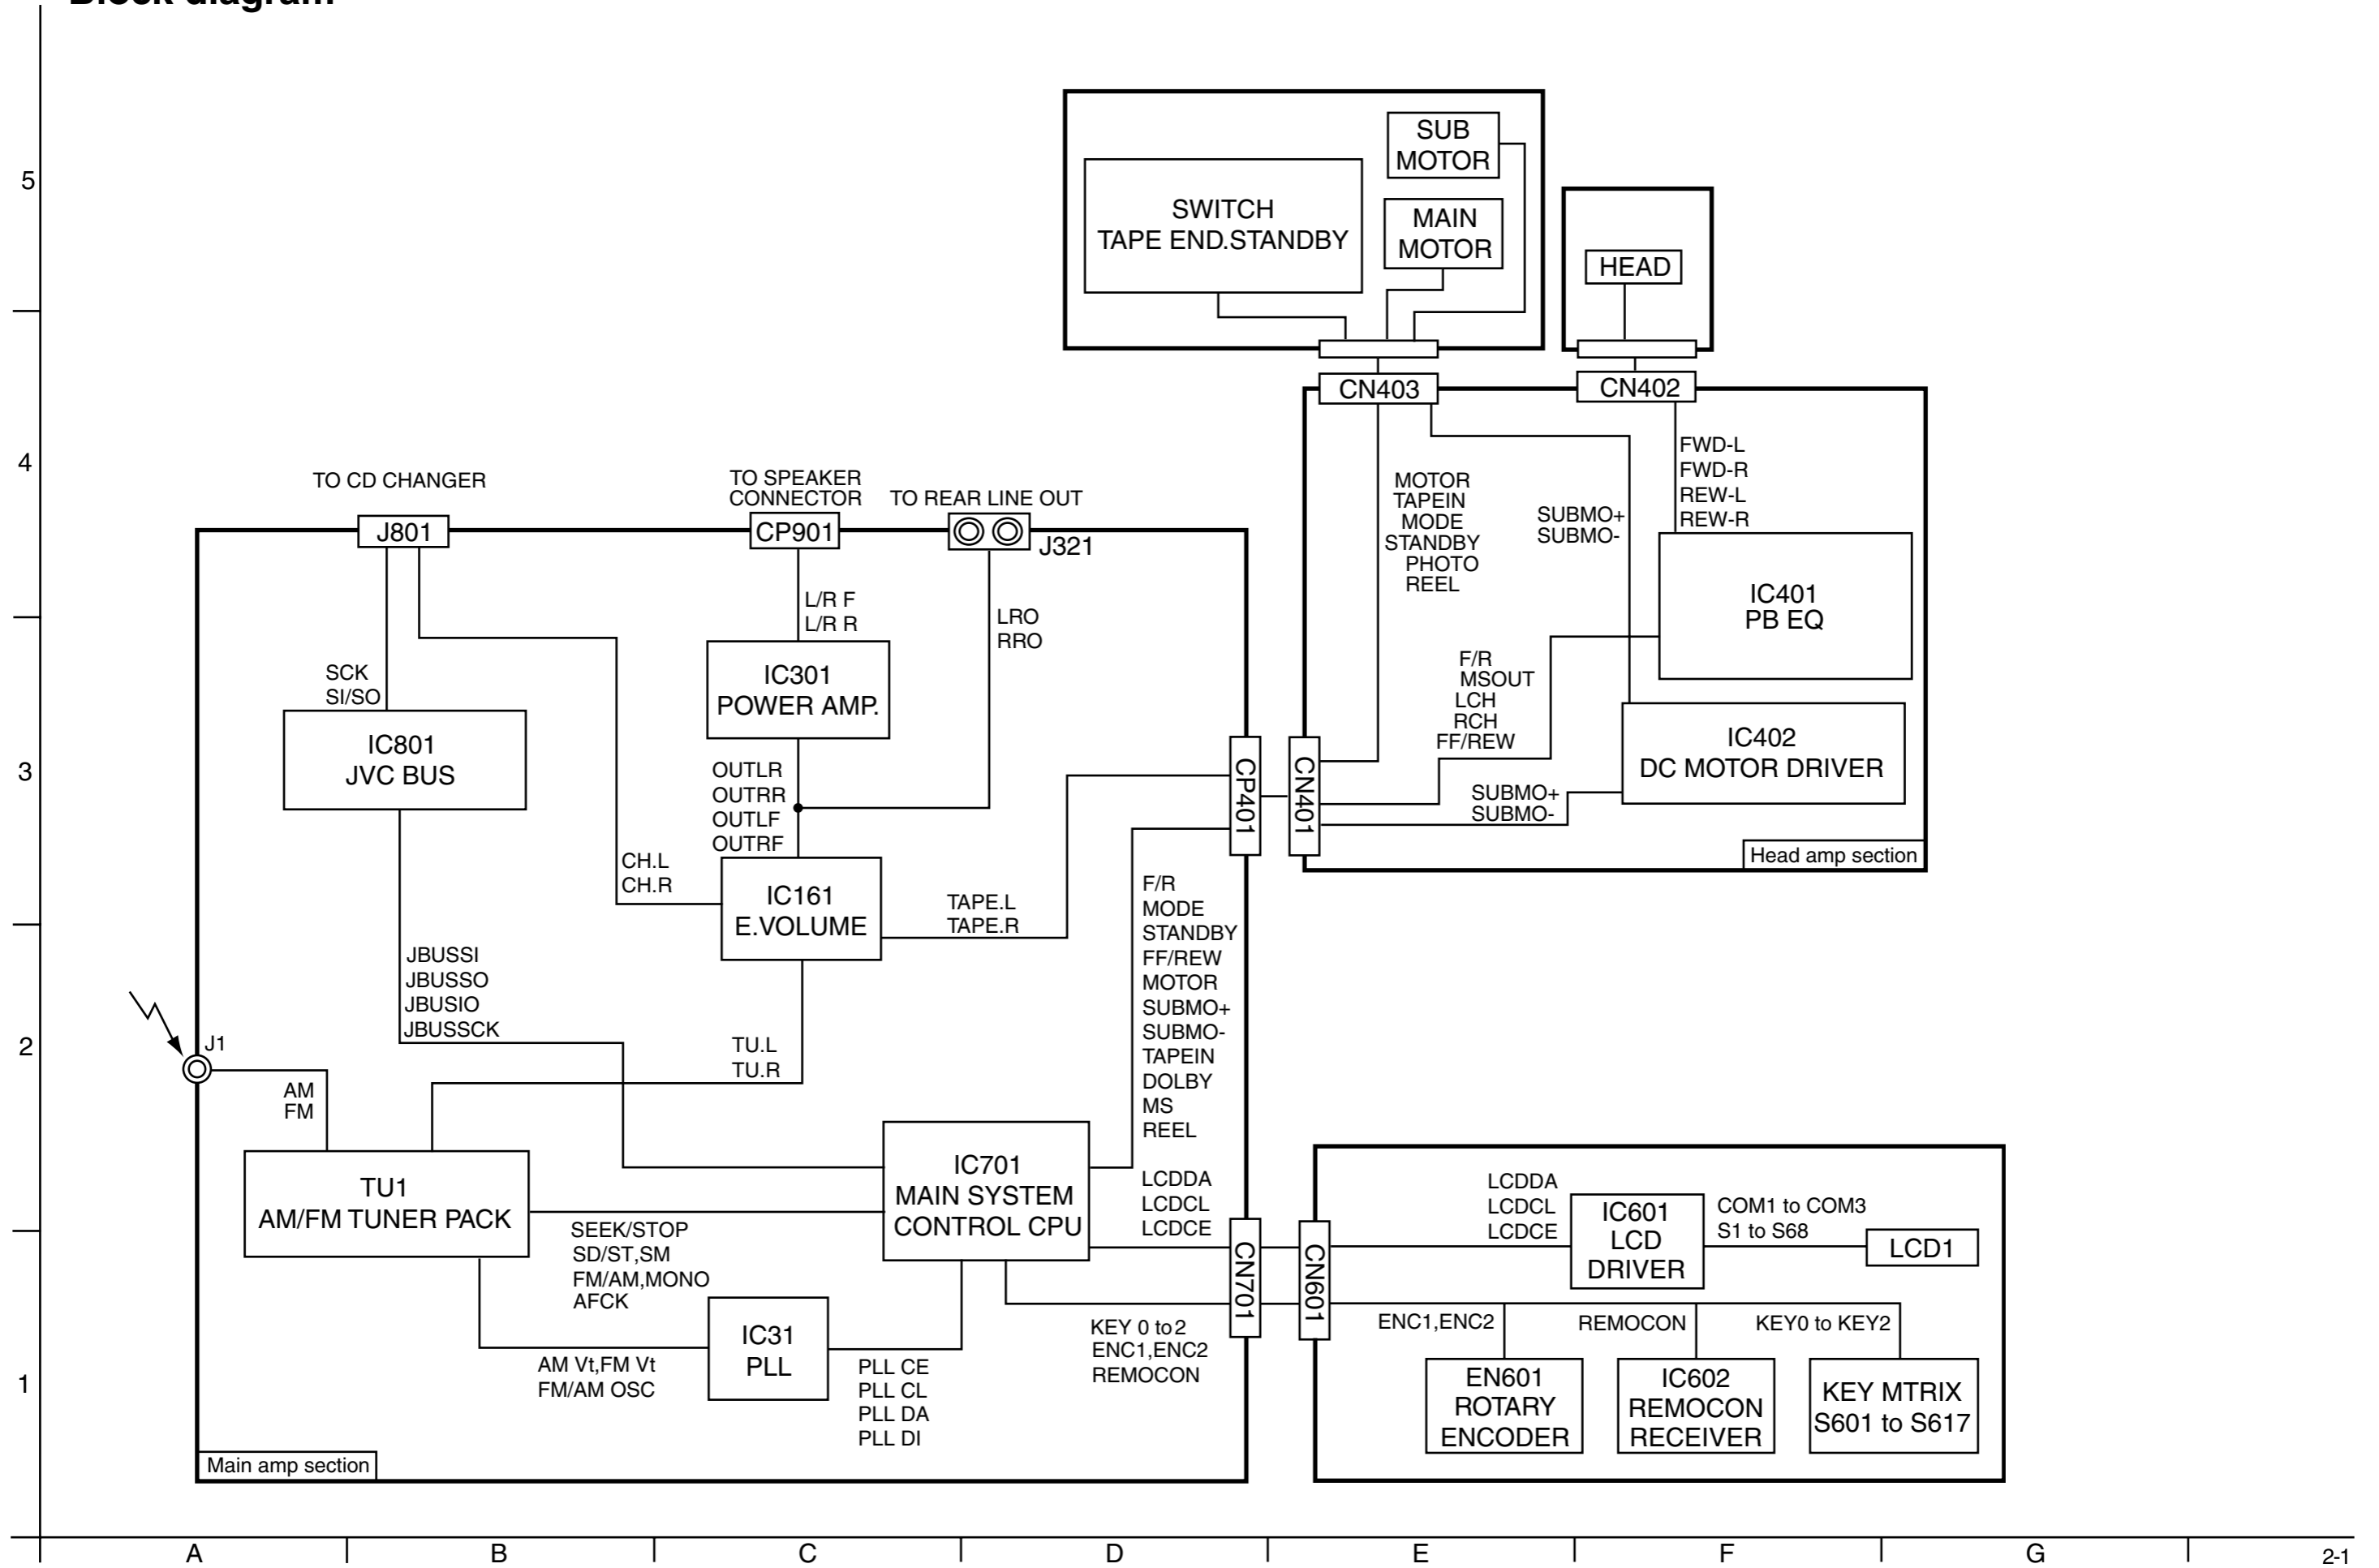 Block diagram
5
4
3
2
1
SWITCH
TAPE END.STANDBY
SUB
MOTOR
MAIN
MOTOR
HEAD
CN403
CN402
MOTOR
TAPEIN
MODE
STANDBY
PHOTO
REEL
SUBMO+
SUBMO-
FWD-L
FWD-R
REW-L
REW-R
IC401
PB EQ
F/R
MSOUT
LCH
RCH
FF/REW
IC402
DC MOTOR DRIVER
SUBMO+
SUBMO-
CN401
Head amp section
TO CD CHANGER
TO SPEAKER
CONNECTOR
TO REAR LINE OUT
J801
CP901
J321
L/R F
L/R R
LRO
RRO
SCK
SI/SO
IC301
POWER AMP.
IC801
JVC BUS
OUTLR
OUTRR
OUTLF
OUTRF
CP401
CH.L
CH.R
IC161
E.VOLUME
TAPE.L
TAPE.R
F/R
MODE
STANDBY
FF/REW
MOTOR
SUBMO+
SUBMO-
TAPEIN
DOLBY
MS
REEL
JBUSSI
JBUSSO
JBUSIO
JBUSSCK
J1
AM
FM
TU.L
TU.R
TU1
AM/FM TUNER PACK
IC701
MAIN SYSTEM
CONTROL CPU
LCDDA
LCDCL
LCDCE
SEEK/STOP
SD/ST,SM
FM/AM,MONO
AFCK
IC31
PLL
AM Vt,FM Vt
FM/AM OSC
PLL CE
PLL CL
PLL DA
PLL DI
KEY 0 to 2
ENC1,ENC2
REMOCON
CN701
Main amp section
CN601
LCDDA
LCDCL
LCDCE
IC601
LCD
DRIVER
COM1 to COM3
S1 to S68
LCD1
ENC1,ENC2
REMOCON
KEY0 to KEY2
EN601
ROTARY
ENCODER
IC602
REMOCON
RECEIVER
KEY MTRIX
S601 to S617
A
B
C
D
E
F
G
2-1